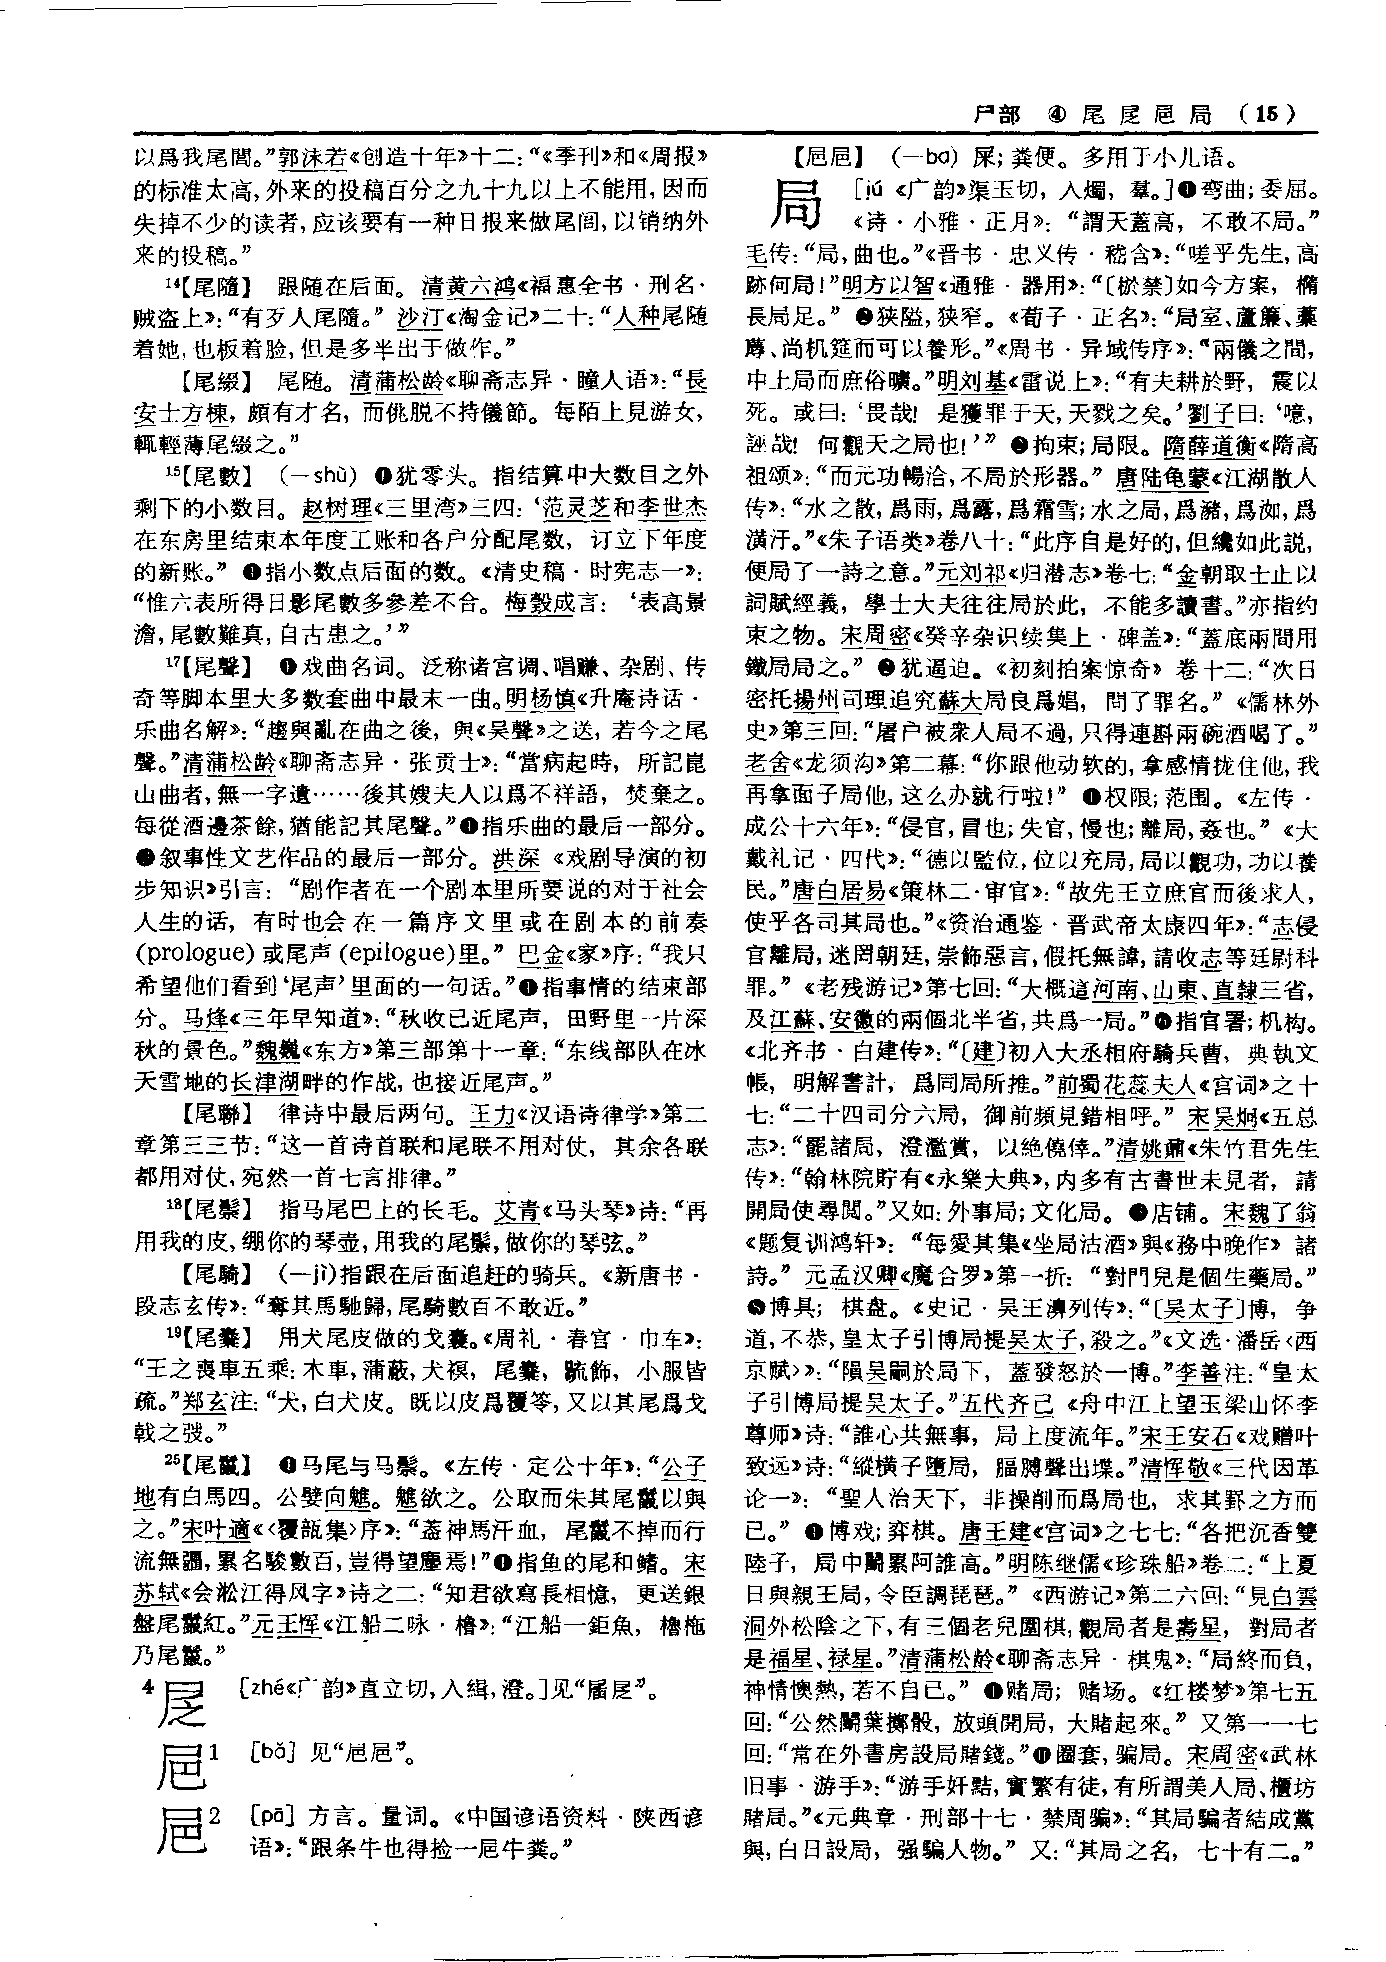 尸部 ④ 尾 㞏 㞎 局 (15)
以爲我尾閭。”郭沫若《创造十年》十二：“《季刊》和《周报》
的标准太高，外来的投稿百分之九十九以上不能用，因而
失掉不少的读者，应该要有一种日报来做尾闾，以销纳外
来的投稿。”
14【尾隨】 跟随在后面。清黄六鸿《福惠全书·刑名·
贼盗上》：“有歹人尾隨。” 沙汀《淘金记》二十：“人种尾随
着她，也板着脸，但是多半出于做作。”
【尾綴】 尾随。清蒲松龄《聊斋志异·瞳人语》：“長
安士方棟，頗有才名，而佻脱不持儀節。每陌上見游女，
輒輕薄尾綴之。”
15【尾數】 (－shù) ❶犹零头。指结算中大数目之外
剩下的小数目。赵树理《三里湾》三四：‘范灵芝和李世杰
在东房里结束本年度工账和各户分配尾数，订立下年度
的新账。” ❷指小数点后面的数。《清史稿·时宪志一》：
“惟六表所得日影尾數多參差不合。梅瑴成言：‘表高景
澹，尾數難真，自古患之。’”
17【尾聲】 ❶戏曲名词。泛称诸宫调、唱赚、杂剧、传
奇等脚本里大多数套曲中最末一曲。明杨慎《升庵诗话·
乐曲名解》：“趨與亂在曲之後，與《吴聲》之送，若今之尾
聲。”清蒲松龄《聊斋志异·张贡士》：“當病起時，所記崑
山曲者，無一字遺……後其嫂夫人以爲不祥語，焚棄之。
每從酒邊茶餘，猶能記其尾聲。”❷指乐曲的最后一部分。
❸叙事性文艺作品的最后一部分。洪深《戏剧导演的初
步知识》引言：“剧作者在一个剧本里所要说的对于社会
人生的话，有时也会在一篇序文里或在剧本的前奏
(prologue)或尾声(epilogue)里。” 巴金《家》序：“我只
希望他们看到‘尾声’里面的一句话。”❹指事情的结束部
分。马烽《三年早知道》：“秋收已近尾声，田野里一片深
秋的景色。”魏巍《东方》第三部第十一章：“东线部队在冰
天雪地的长津湖畔的作战，也接近尾声。”
【尾聯】 律诗中最后两句。王力《汉语诗律学》第二
章第三三节：“这一首诗首联和尾联不用对仗，其余各联
都用对仗，宛然一首七言排律。”
18【尾鬃】 指马尾巴上的长毛。艾青《马头琴》诗：“再
用我的皮，绷你的琴壶，用我的尾鬃，做你的琴弦。”
【尾騎】 (－jì)指跟在后面追赶的骑兵。《新唐书·
段志玄传》：“奪其馬馳歸，尾騎數百不敢近。”
19【尾櫜】 用犬尾皮做的戈櫜。《周礼·春官·巾车》：
“王之喪車五乘：木車，蒲蔽，犬𧜀，尾櫜，疏飾，小服皆
疏。”郑玄注：“犬，白犬皮。既以皮爲覆笭，又以其尾爲戈
戟之弢。”
25【尾鬣】 ❶马尾与马鬃。《左传·定公十年》：“公子
地有白馬四。公嬖向魋。魋欲之。公取而朱其尾鬣以與
之。”宋叶適《〈覆瓿集〉序》：“蓋神馬汗血，尾鬣不掉而行
流無疆，累名駿數百，豈得望塵焉！”❷指鱼的尾和鳍。宋
苏轼《会淞江得风字》诗之二：“知君欲寫長相憶，更送銀
盤尾鬣紅。”元王恽《江船二咏·櫓》：“江船一鉅魚，櫓柂
乃尾鬣。”
4 㞏 [zhé《广韵》直立切，入緝，澄。]见“届㞏”。
㞎1 [bǎ] 见“㞎㞎”。
㞎2 [pā] 方言。量词。《中国谚语资料·陕西谚
语》：“跟条牛也得捡一㞎牛粪。”
【㞎㞎】 (－ba) 屎；粪便。多用于小儿语。
局 [jú 《广韵》渠玉切，入燭，羣。]❶弯曲；委屈。
《诗·小雅·正月》：“謂天蓋高，不敢不局。”
毛传：“局，曲也。”《晋书·忠义传·嵇含》：“嗟乎先生，高
跡何局！”明方以智《通雅·器用》：“〔棜禁〕如今方案，橢
長局足。” ❷狭隘，狭窄。《荀子·正名》：“局室、蘆簾、藁
蓐、尚机筵而可以養形。”《周书·异域传序》：“兩儀之間，
中土局而庶俗曠。”明刘基《雷说上》：“有夫耕於野，震以
死。或曰：‘畏哉！是獲罪于天，天戮之矣。’劉子曰：‘噫，
誣哉！何觀天之局也！’” ❸拘束；局限。隋薛道衡《隋高
祖颂》：“而元功暢洽，不局於形器。” 唐陆龟蒙《江湖散人
传》：“水之散，爲雨，爲露，爲霜雪；水之局，爲瀦，爲洳，爲
潢汙。”《朱子语类》卷八十：“此序自是好的，但纔如此説，
便局了一詩之意。”元刘祁《归潜志》卷七：“金朝取士止以
詞賦經義，學士大夫往往局於此，不能多讀書。”亦指约
束之物。宋周密《癸辛杂识续集上·碑盖》：“蓋底兩間用
鐵局局之。” ❹犹逼迫。《初刻拍案惊奇》卷十二：“次日
密托揚州司理追究蘇大局良爲娼，問了罪名。” 《儒林外
史》第三回：“屠户被衆人局不過，只得連斟兩碗酒喝了。”
老舍《龙须沟》第二幕：“你跟他动软的，拿感情拢住他，我
再拿面子局他，这么办就行啦！” ❺权限；范围。《左传·
成公十六年》：“侵官，冒也；失官，慢也；離局，姦也。” 《大
戴礼记·四代》：“德以監位，位以充局，局以觀功，功以養
民。”唐白居易《策林二·审官》：“故先王立庶官而後求人，
使乎各司其局也。”《资治通鉴·晋武帝太康四年》：“志侵
官離局，迷罔朝廷，崇飾惡言，假托無諱，請收志等廷尉科
罪。” 《老残游记》第七回：“大概這河南、山東、直隸三省，
及江蘇、安徽的兩個北半省，共爲一局。”❻指官署；机构。
《北齐书·白建传》：“〔建〕初入大丞相府騎兵曹，典執文
帳，明解書計，爲同局所推。”前蜀花蕊夫人《宫词》之十
七：“二十四司分六局，御前頻見錯相呼。” 宋吴炯《五总
志》：“罷諸局，澄濫賞，以絶僥倖。”清姚鼐《朱竹君先生
传》：“翰林院貯有《永樂大典》，内多有古書世未見者，請
開局使尋閲。”又如：外事局；文化局。 ❼店铺。宋魏了翁
《题复训鸿轩》：“每愛其集《坐局沽酒》與《務中晚作》諸
詩。” 元孟汉卿《魔合罗》第一折：“對門兒是個生藥局。”
❽博具；棋盘。《史记·吴王濞列传》：“〔吴太子〕博，争
道，不恭，皇太子引博局提吴太子，殺之。”《文选·潘岳〈西
京赋〉》：“隕吴嗣於局下，蓋發怒於一博。”李善注：“皇太
子引博局提吴太子。”五代齐己《舟中江上望玉梁山怀李
尊师》诗：“誰心共無事，局上度流年。”宋王安石《戏赠叶
致远》诗：“縱横子墮局，腷膊聲出堞。”清恽敬《三代因革
论一》：“聖人治天下，非操削而爲局也，求其罫之方而
已。” ❾博戏；弈棋。唐王建《宫词》之七七：“各把沉香雙
陸子，局中鬭累阿誰高。”明陈继儒《珍珠船》卷二：“上夏
日與親王局，令臣調琵琶。” 《西游记》第二六回：“見白雲
洞外松陰之下，有三個老兒圍棋，觀局者是壽星，對局者
是福星、禄星。”清蒲松龄《聊斋志异·棋鬼》：“局終而負，
神情懊熱，若不自已。” ❿赌局；赌场。《红楼梦》第七五
回：“公然鬭葉擲骰，放頭開局，大賭起來。” 又第一一七
回：“常在外書房設局賭錢。”⓫圈套，骗局。宋周密《武林
旧事·游手》：“游手奸黠，實繁有徒，有所謂美人局、櫃坊
賭局。”《元典章·刑部十七·禁局骗》：“其局騙者結成黨
與，白日設局，强騙人物。” 又：“其局之名，七十有二。”